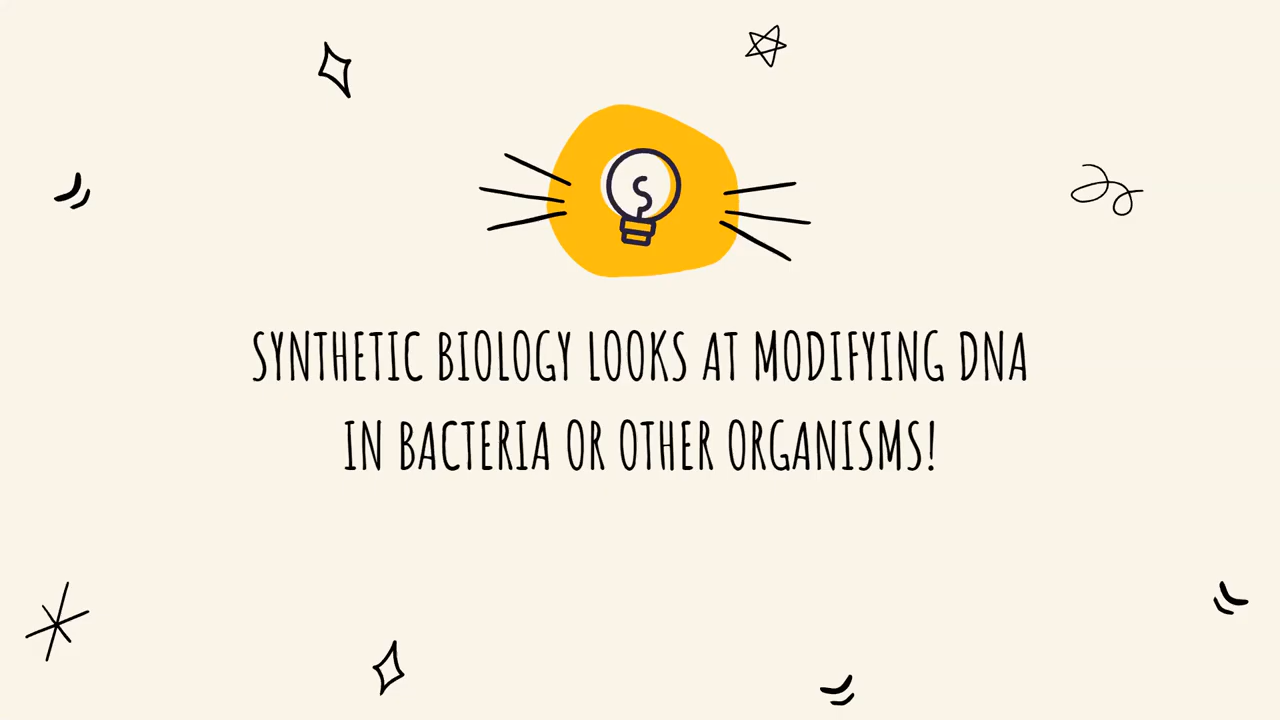 SYNTHETIC BIOLOGY LOOKS AT MODIFYING DNA
IN BACTERIA OR OTHER ORGANISMS!